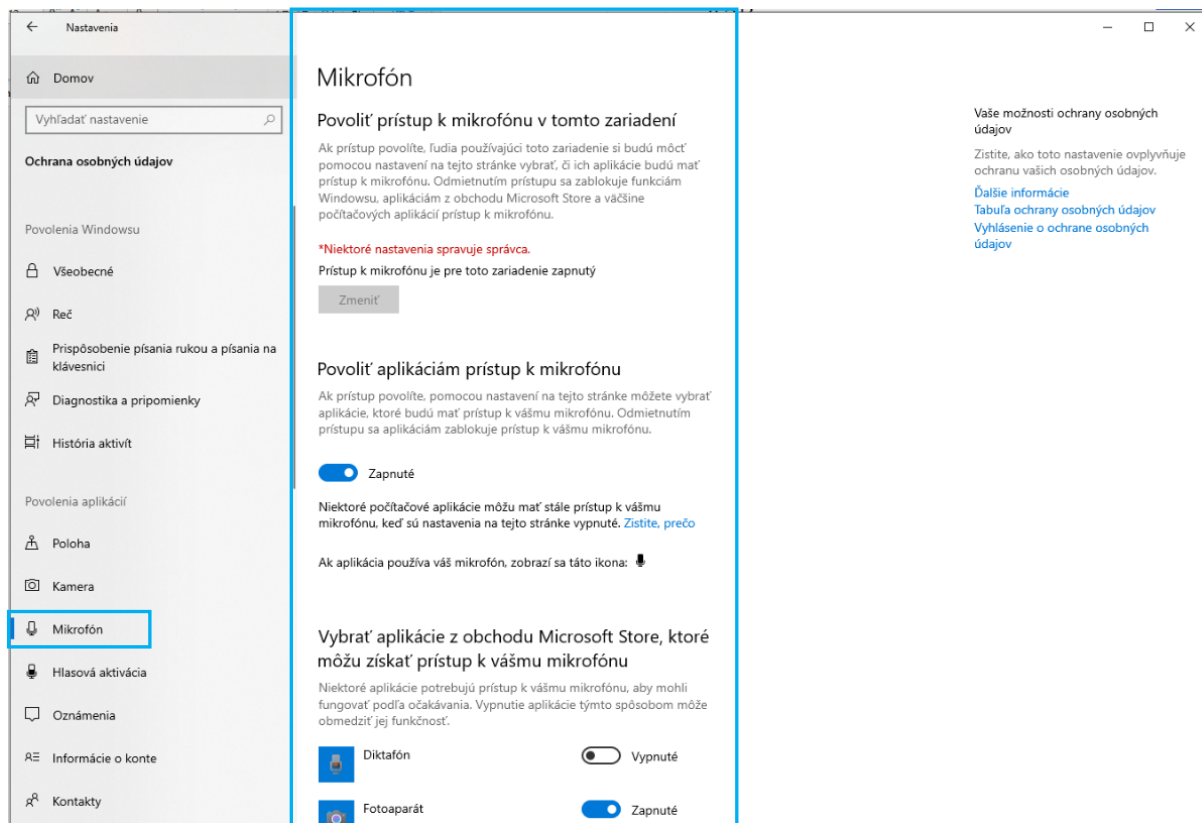 Nastavenia
Domov
Vyhľadať nastavenie
Ochrana osobných údajov
Povolenia Windowsu
Všeobecné
Reč
Prispôsobenie písania rukou a písania na
klávesnici
Diagnostika a pripomienky
História aktivít
Povolenia aplikácií
Poloha
Kamera
Mikrofón
Hlasová aktivácia
Oznámenia
Informácie o konte
Kontakty
Mikrofón
Povoliť prístup k mikrofónu v tomto zariadení
Ak prístup povolíte, ľudia používajúci toto zariadenie si budú môcť
pomocou nastavení na tejto stránke vybrať, či ich aplikácie budú mať
prístup k mikrofónu. Odmietnutím prístupu sa zablokuje funkciám
Windowsu, aplikáciám z obchodu Microsoft Store a väčšine
počítačových aplikácií prístup k mikrofónu.
*Niektoré nastavenia spravuje správca.
Prístup k mikrofónu je pre toto zariadenie zapnutý
Zmeniť
Povoliť aplikáciám prístup k mikrofónu
Ak prístup povolíte, pomocou nastavení na tejto stránke môžete vybrať
aplikácie, ktoré budú mať prístup k vášmu mikrofónu. Odmietnutím
prístupu sa aplikáciám zablokuje prístup k vášmu mikrofónu.
Zapnuté
Niektoré počítačové aplikácie môžu mať stále prístup k vášmu
mikrofónu, keď sú nastavenia na tejto stránke vypnuté. Zistite, prečo
Ak aplikácia používa váš mikrofón, zobrazí sa táto ikona:
Vybrať aplikácie z obchodu Microsoft Store, ktoré
môžu získať prístup k vášmu mikrofónu
Niektoré aplikácie potrebujú prístup k vášmu mikrofónu, aby mohli
fungovať podľa očakávania. Vypnutie aplikácie týmto spôsobom môže
obmedziť jej funkčnosť.
Diktafón
Vypnuté
Fotoaparát
Zapnuté
Vaše možnosti ochrany osobných
údajov
Zistite, ako toto nastavenie ovplyvňuje
ochranu vašich osobných údajov.
Ďalšie informácie
Tabuľa ochrany osobných údajov
Vyhlásenie o ochrane osobných
údajov